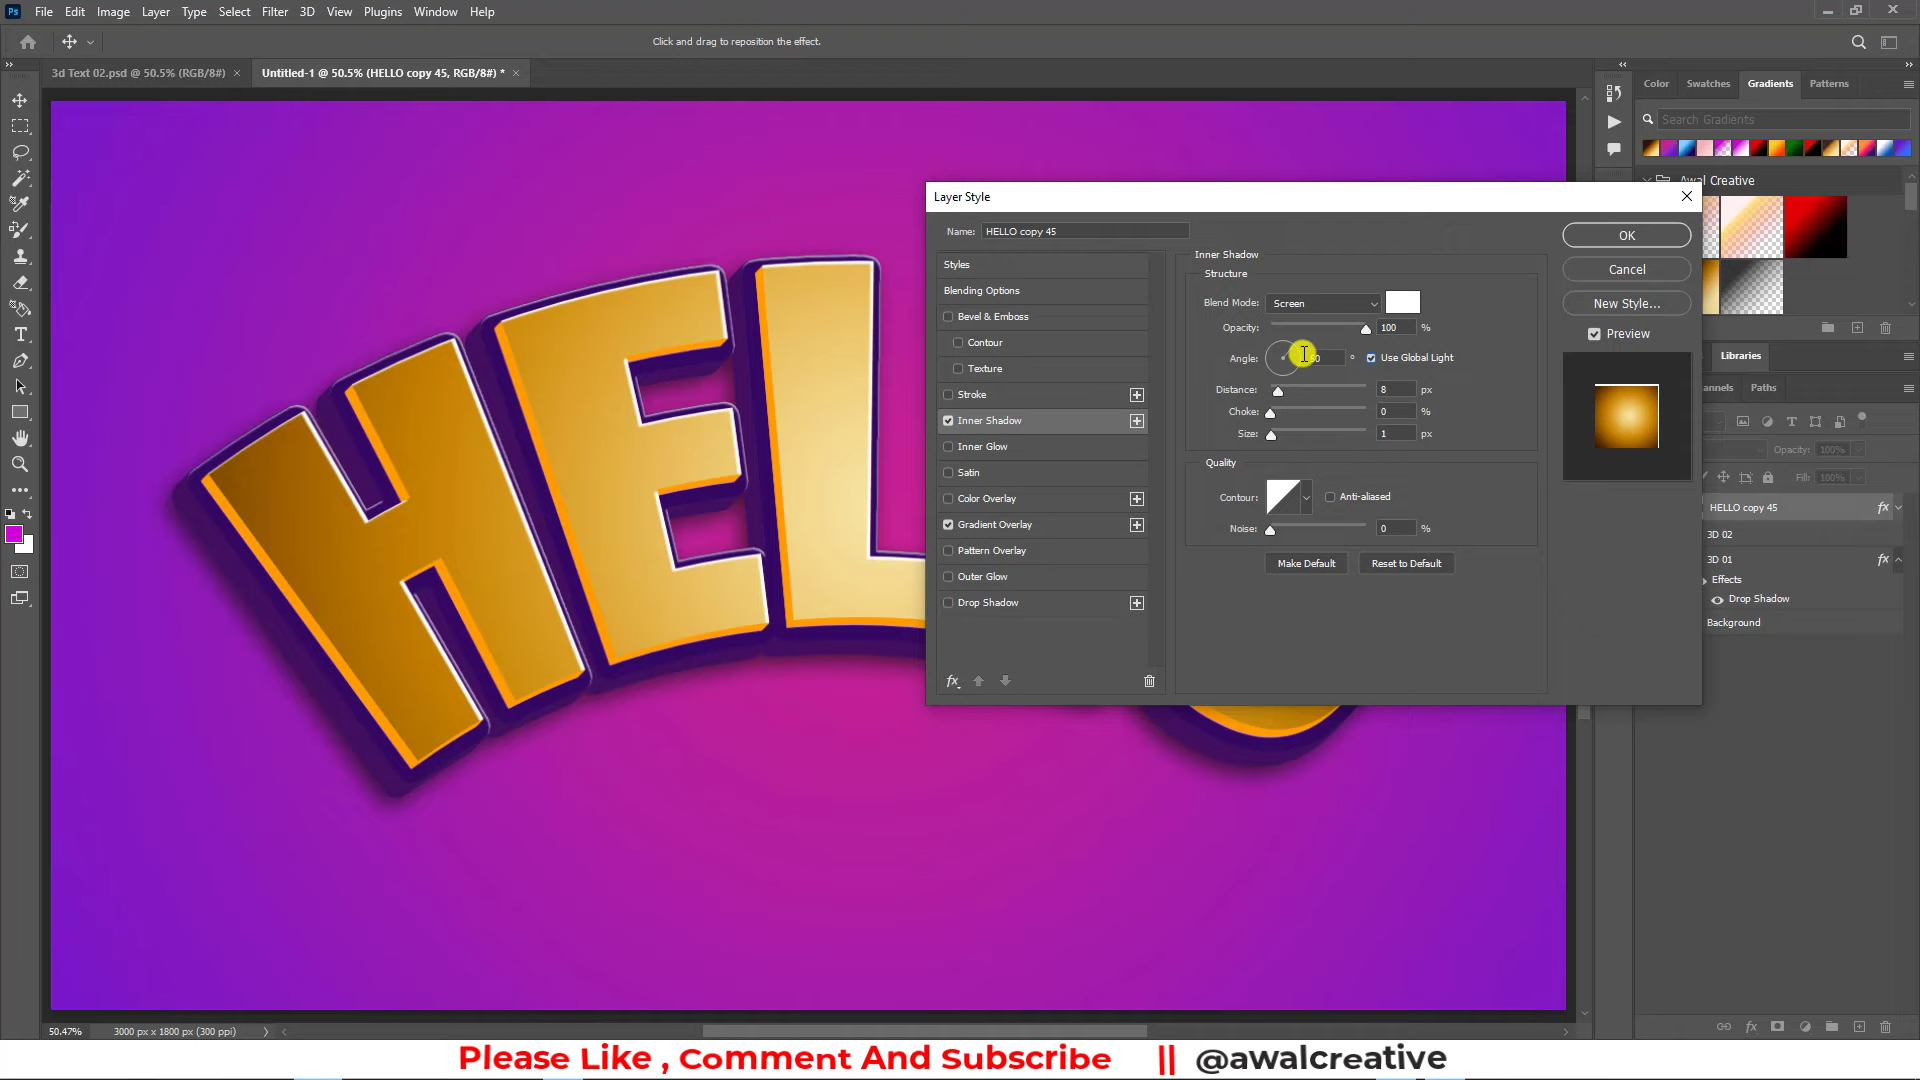 Ps File Edit Image Layer Type Select Filter 3D View Plugins Window Help
Click and drag to reposition the effect.
3d Text 02.psd @ 50.5% (RGB/8#) × Untitled-1 @ 50.5% (HELLO copy 45, RGB/8#) * ×
Color Swatches Gradients Patterns
Search Gradients
Awal Creative
Layer Style
Name: HELLO copy 45
Styles
Blending Options
Bevel & Emboss
Contour
Texture
Stroke
Inner Shadow
Inner Glow
Satin
Color Overlay
Gradient Overlay
Pattern Overlay
Outer Glow
Drop Shadow
fx
Inner Shadow
Structure
Blend Mode: Screen
Opacity: 100 %
Angle: Use Global Light
Distance: 8 px
Choke: 0 %
Size: 1 px
Quality
Contour: Anti-aliased
Noise: 0 %
Make Default Reset to Default
OK
Cancel
New Style...
Preview
Libraries
Paths
Opacity: 100%
Fill: 100%
HELLO copy 45 fx
3D 02
3D 01 fx
Effects
Drop Shadow
Background
HEL
50.47% 3000 px x 1800 px (300 ppi)
Please Like , Comment And Subscribe || @awalcreative